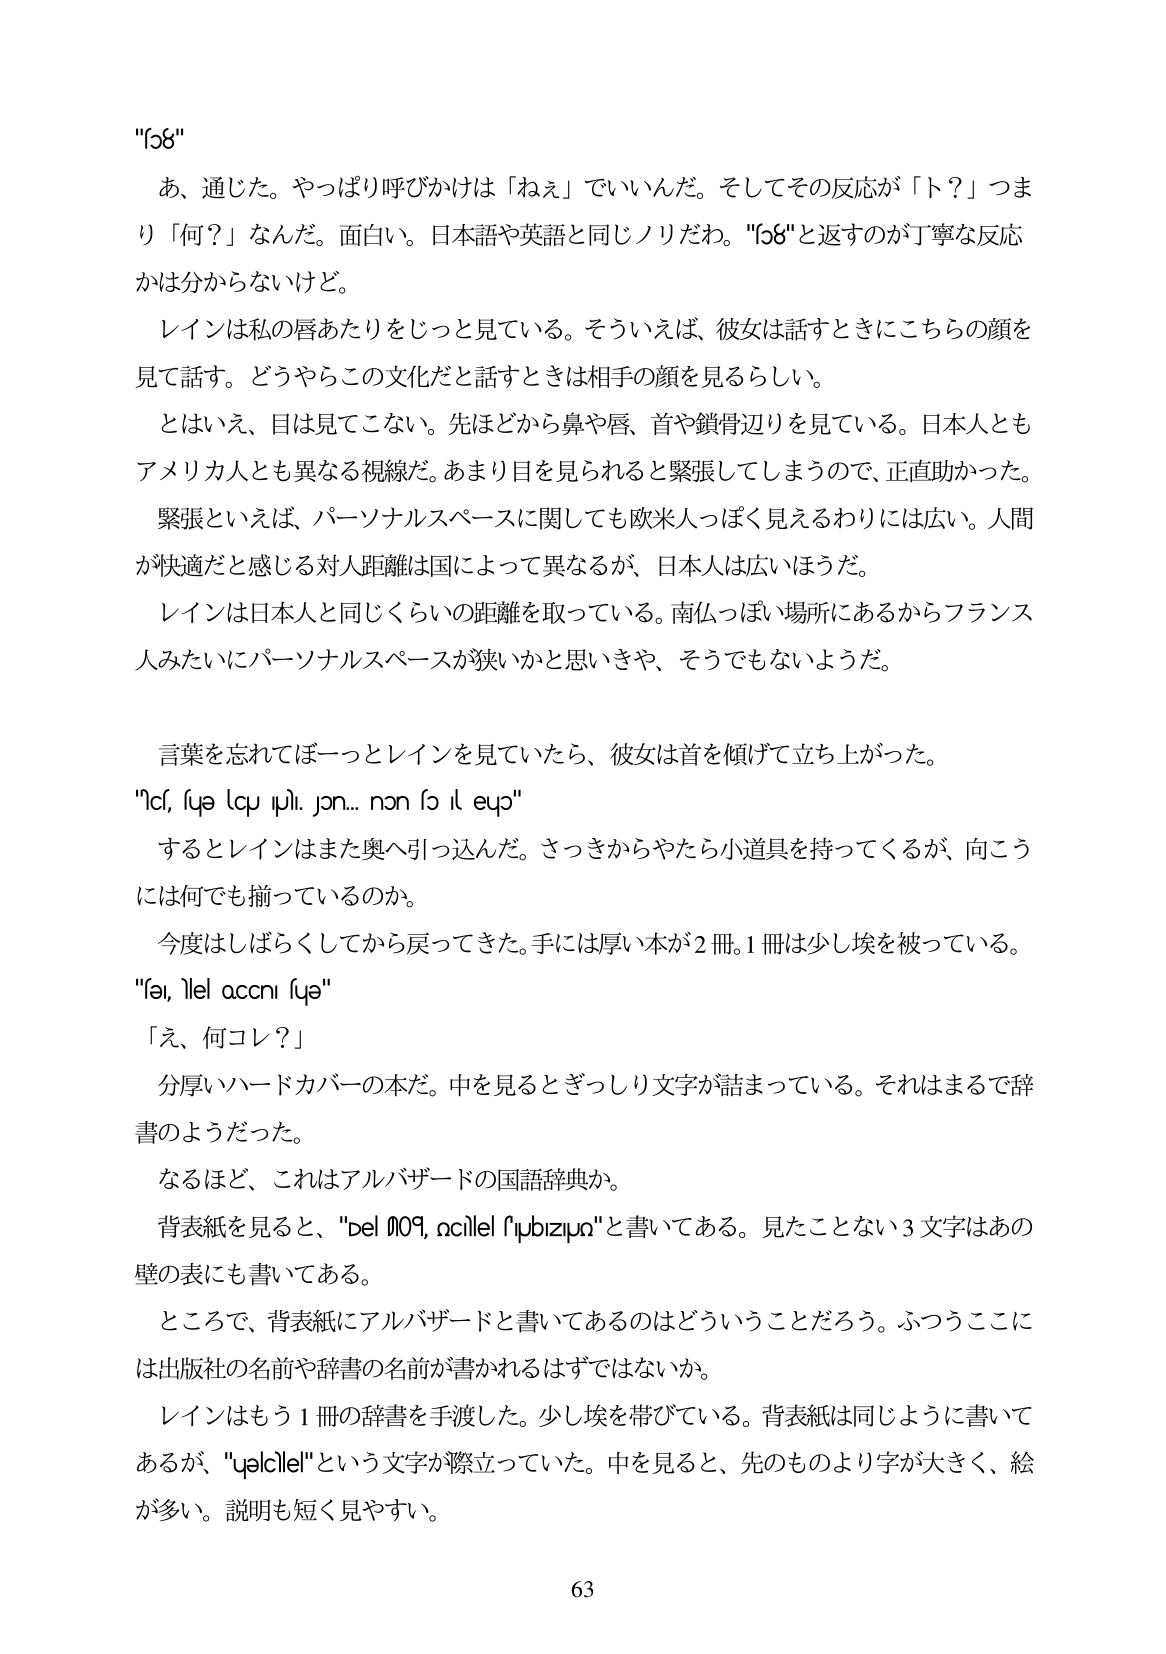 "ſɔ8"
あ、通じた。やっぱり呼びかけは「ねぇ」でいいんだ。そしてその反応が「ト？」つま
り「何？」なんだ。面白い。日本語や英語と同じノリだわ。"ſɔ8"と返すのが丁寧な反応
かは分からないけど。
レインは私の唇あたりをじっと見ている。そういえば、彼女は話すときにこちらの顔を
見て話す。どうやらこの文化だと話すときは相手の顔を見るらしい。
とはいえ、目は見てこない。先ほどから鼻や唇、首や鎖骨辺りを見ている。日本人とも
アメリカ人とも異なる視線だ。あまり目を見られると緊張してしまうので、正直助かった。
緊張といえば、パーソナルスペースに関しても欧米人っぽく見えるわりには広い。人間
が快適だと感じる対人距離は国によって異なるが、日本人は広いほうだ。
レインは日本人と同じくらいの距離を取っている。南仏っぽい場所にあるからフランス
人みたいにパーソナルスペースが狭いかと思いきや、そうでもないようだ。
言葉を忘れてぼーっとレインを見ていたら、彼女は首を傾げて立ち上がった。
するとレインはまた奥へ引っ込んだ。さっきからやたら小道具を持ってくるが、向こう
には何でも揃っているのか。
今度はしばらくしてから戻ってきた。手には厚い本が2冊。1冊は少し埃を被っている。
「え、何コレ？」
分厚いハードカバーの本だ。中を見るとぎっしり文字が詰まっている。それはまるで辞
書のようだった。
なるほど、これはアルバザードの国語辞典か。
背表紙を見ると、と書いてある。見たことない3文字はあの
壁の表にも書いてある。
ところで、背表紙にアルバザードと書いてあるのはどういうことだろう。ふつうここに
は出版社の名前や辞書の名前が書かれるはずではないか。
レインはもう1冊の辞書を手渡した。少し埃を帯びている。背表紙は同じように書いて
あるが、という文字が際立っていた。中を見ると、先のものより字が大きく、絵
が多い。説明も短く見やすい。
63